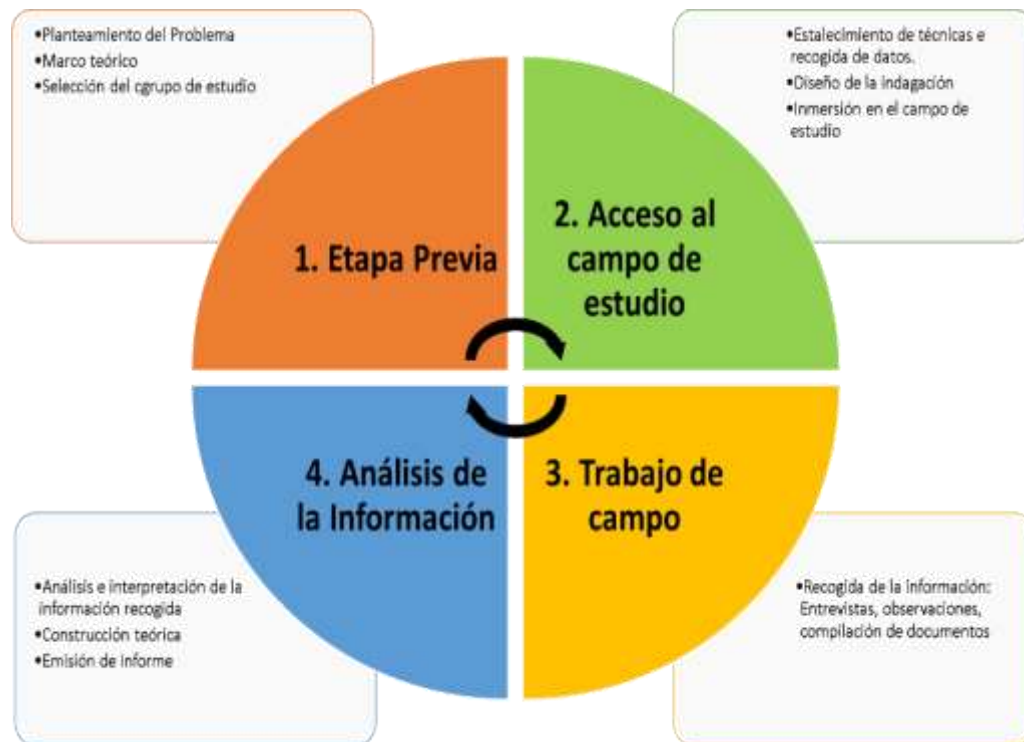 •Planteamiento del Problema
•Marco teórico
•Selección del cgrupo de estudio
•Estalecimiento de técnicas e
recogida de datos.
•Diseño de la indagación
•Inmersión en el campo de
estudio
1. Etapa Previa
2. Acceso al
campo de
estudio
4. Análisis de
la Información
3. Trabajo de
campo
•Análisis e interpretación de la
información recogida
•Construcción teórica
•Emisión de informe
•Recogida de la información:
Entrevistas, observaciones,
compilación de documentos